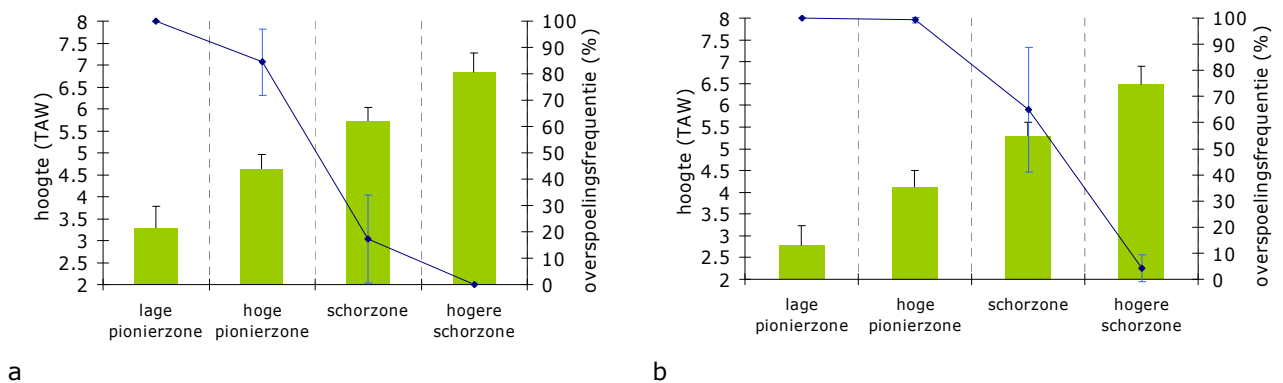 hoogte (TAW)
8
7.5
7
6.5
6
5.5
5
4.5
4
3.5
3
2.5
2
100
90
80
70
60
50
40
30
20
10
0
overspoelingsfrequentie (%)
lage
pionierzone
hoge
pionierzone
schorzone
hogere
schorzone
a
hoogte (TAW)
8
7.5
7
6.5
6
5.5
5
4.5
4
3.5
3
2.5
2
100
90
80
70
60
50
40
30
20
10
0
overspoelingsfrequentie (%)
lage
pionierzone
hoge
pionierzone
schorzone
hogere
schorzone
b